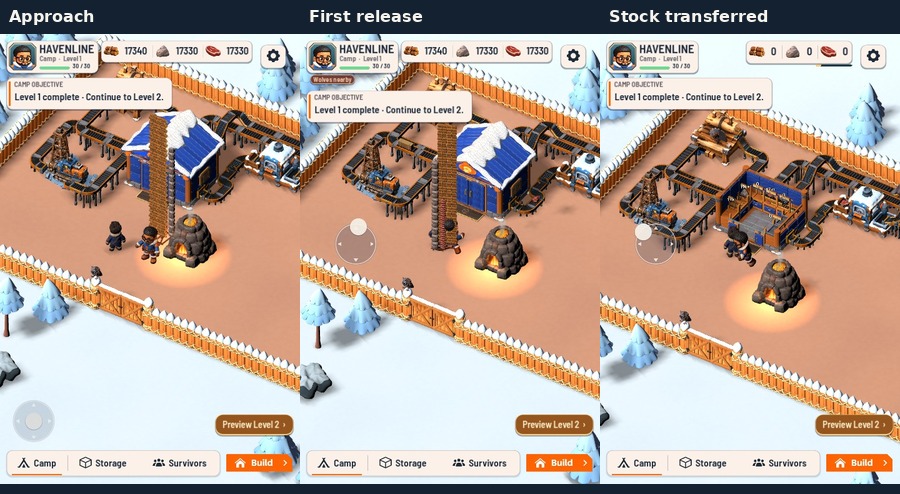 Approach
HAVENLINE
Camp · Level 1
30 / 30
17340
17330
17330
CAMP OBJECTIVE
Level 1 complete · Continue to Level 2.
Preview Level 2 ›
Camp
Storage
Survivors
Build
First release
HAVENLINE
Camp · Level 1
30 / 30
17340
17330
17330
Wolves nearby
CAMP OBJECTIVE
Level 1 complete · Continue to Level 2.
Preview Level 2 ›
Camp
Storage
Survivors
Build
Stock transferred
HAVENLINE
Camp · Level 1
30 / 30
0
0
0
CAMP OBJECTIVE
Level 1 complete · Continue to Level 2.
Preview Level 2 ›
Camp
Storage
Survivors
Build